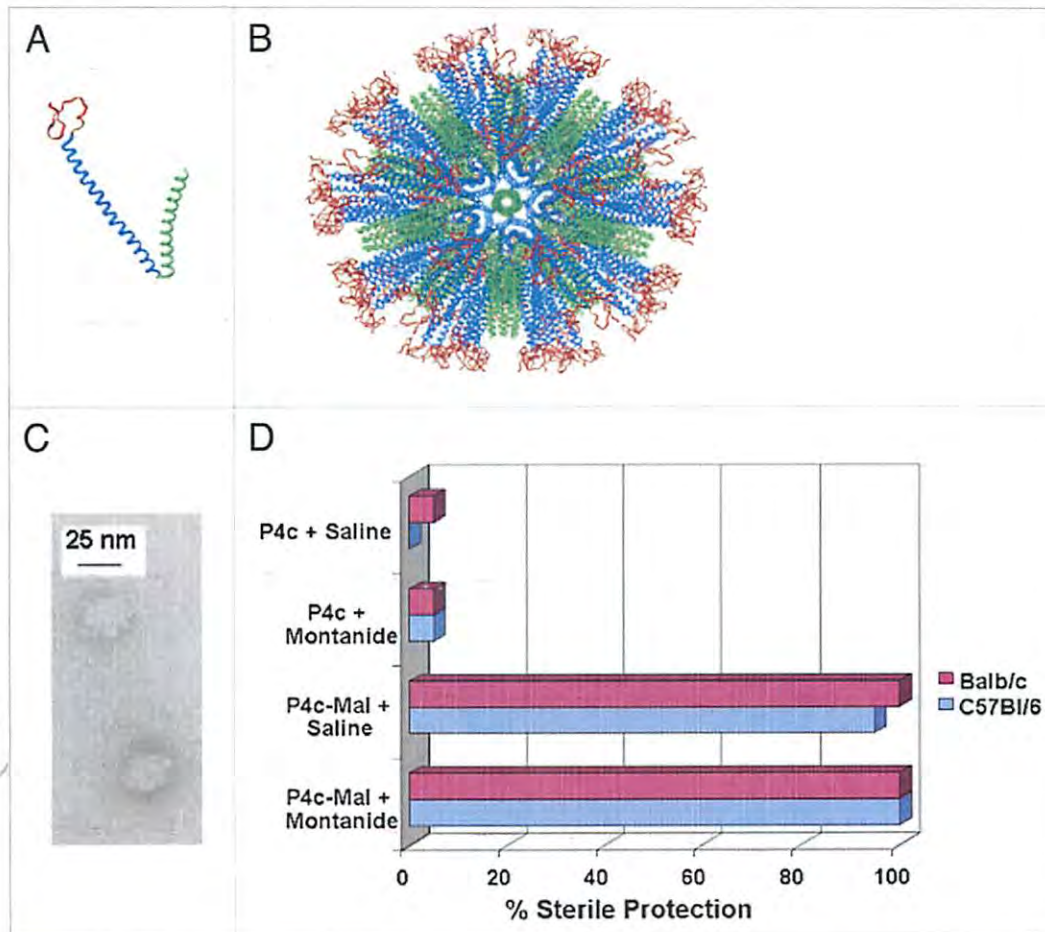 A
B
C
D
25 nm
P4c + Saline
P4c +
Montanide
P4c-Mal +
Saline
P4c-Mal +
Montanide
0 20 40 60 80 100
% Sterile Protection
Balb/c
C57Bl/6